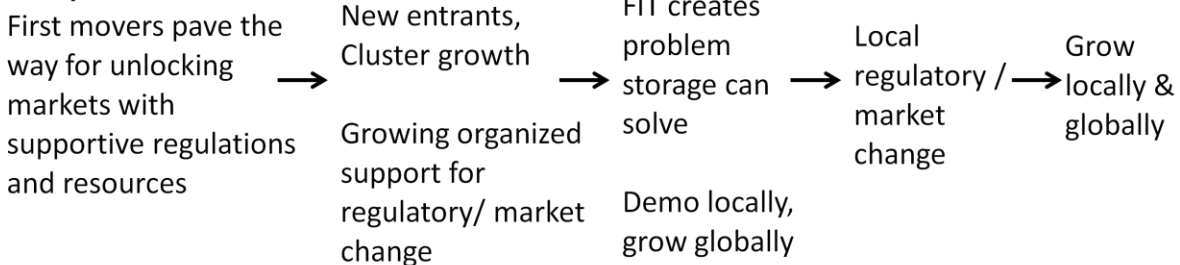 First movers pave the
way for unlocking
markets with
supportive regulations
and resources
New entrants,
Cluster growth
Growing organized
support for
regulatory/ market
change
FIT creates
problem
storage can
solve
Demo locally,
grow globally
Local
regulatory /
market
change
Grow
locally &
globally